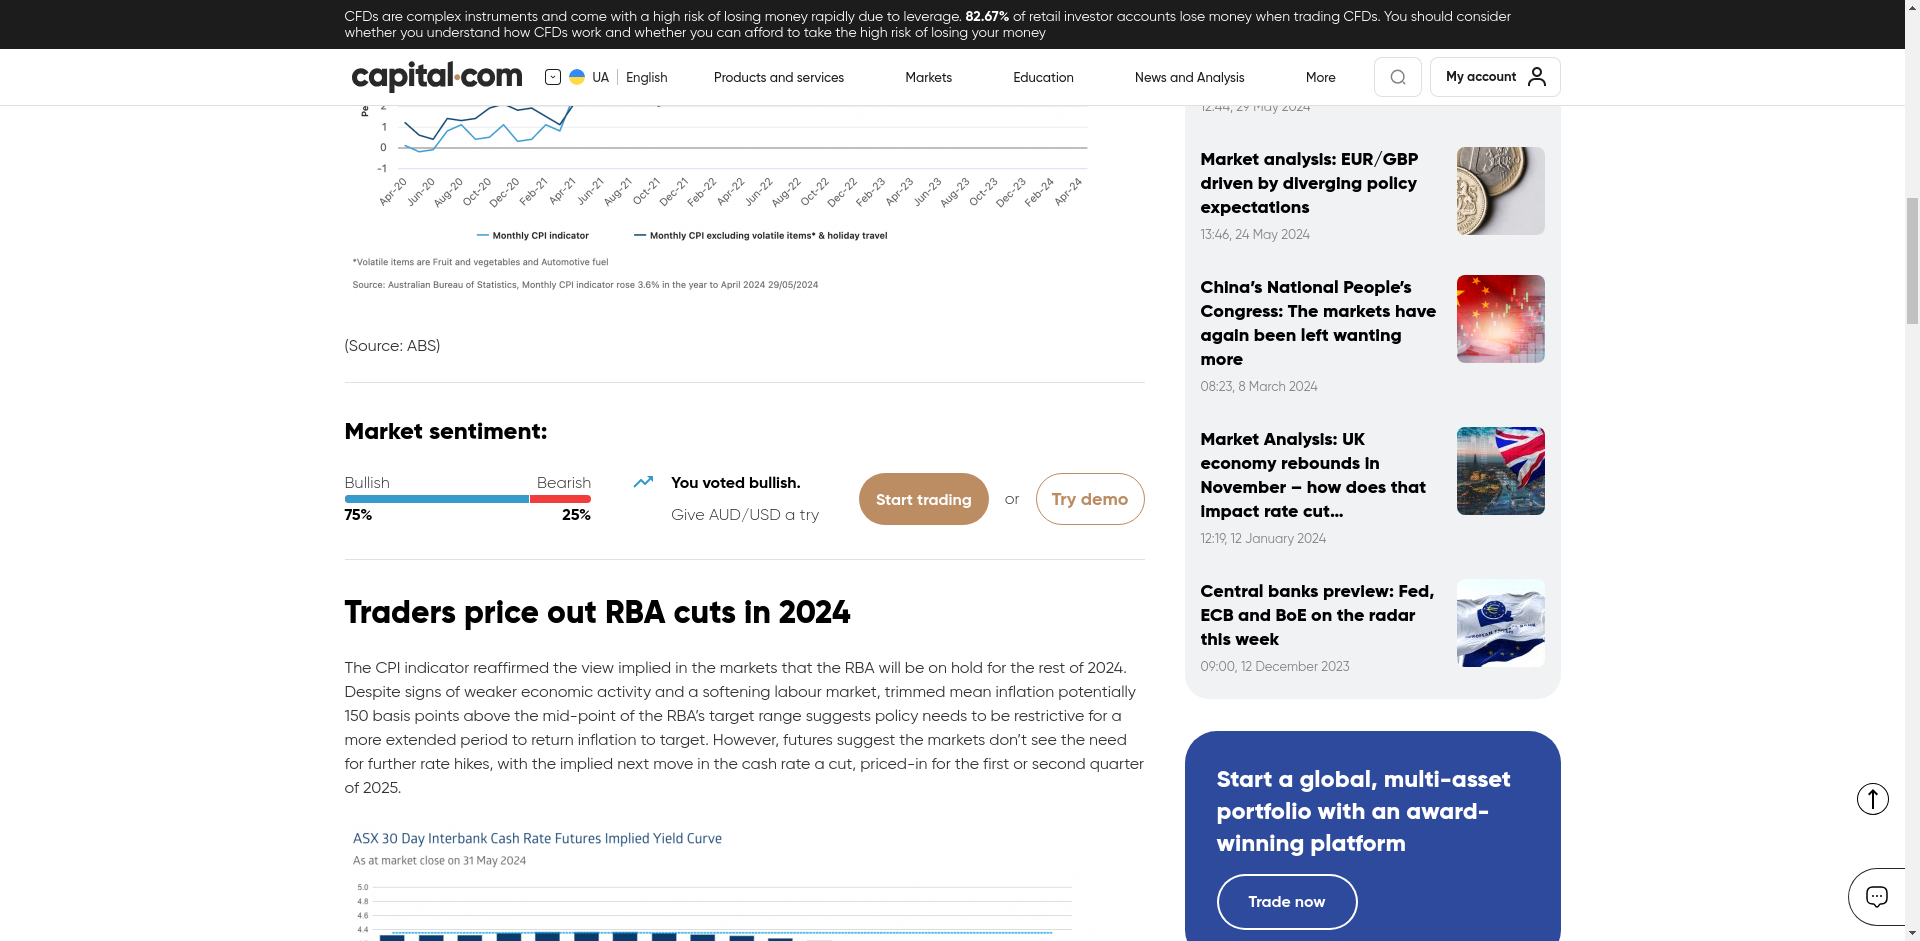 CFDs are complex instruments and come with a high risk of losing money rapidly due to leverage. 82.67% of retail investor accounts lose money when trading CFDs. You should consider
whether you understand how CFDs work and whether you can afford to take the high risk of losing your money
capital.com
UA
English
Products and services
Markets
Education
News and Analysis
More
My account
Pe
2
1
0
-1
Apr-20
Jun-20
Aug-20
Oct-20
Dec-20
Feb-21
Apr-21
Jun-21
Aug-21
Oct-21
Dec-21
Feb-22
Apr-22
Jun-22
Aug-22
Oct-22
Dec-22
Feb-23
Apr-23
Jun-23
Aug-23
Oct-23
Dec-23
Feb-24
Apr-24
Monthly CPI indicator
Monthly CPI excluding volatile items* & holiday travel
*Volatile items are Fruit and vegetables and Automotive fuel
Source: Australian Bureau of Statistics, Monthly CPI indicator rose 3.6% in the year to April 2024 29/05/2024
(Source: ABS)
Market sentiment:
Bullish
Bearish
75%
25%
You voted bullish.
Give AUD/USD a try
Start trading
or
Try demo
Traders price out RBA cuts in 2024
The CPI indicator reaffirmed the view implied in the markets that the RBA will be on hold for the rest of 2024.
Despite signs of weaker economic activity and a softening labour market, trimmed mean inflation potentially
150 basis points above the mid-point of the RBA's target range suggests policy needs to be restrictive for a
more extended period to return inflation to target. However, futures suggest the markets don't see the need
for further rate hikes, with the implied next move in the cash rate a cut, priced-in for the first or second quarter
of 2025.
ASX 30 Day Interbank Cash Rate Futures Implied Yield Curve
As at market close on 31 May 2024
5.0
4.8
4.6
4.4
12:44, 29 May 2024
Market analysis: EUR/GBP
driven by diverging policy
expectations
13:46, 24 May 2024
China's National People's
Congress: The markets have
again been left wanting
more
08:23, 8 March 2024
Market Analysis: UK
economy rebounds in
November – how does that
impact rate cut...
12:19, 12 January 2024
Central banks preview: Fed,
ECB and BoE on the radar
this week
09:00, 12 December 2023
Start a global, multi-asset
portfolio with an award-
winning platform
Trade now